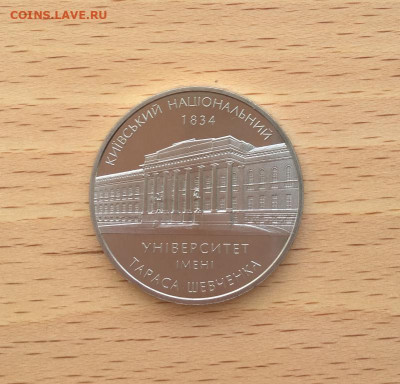 COINS.LAVE.RU
КИЇВСЬКИЙ НАЦІОНАЛЬНИЙ
1834
УНІВЕРСИТЕТ
ІМЕНІ
ТАРАСА ШЕВЧЕНКА